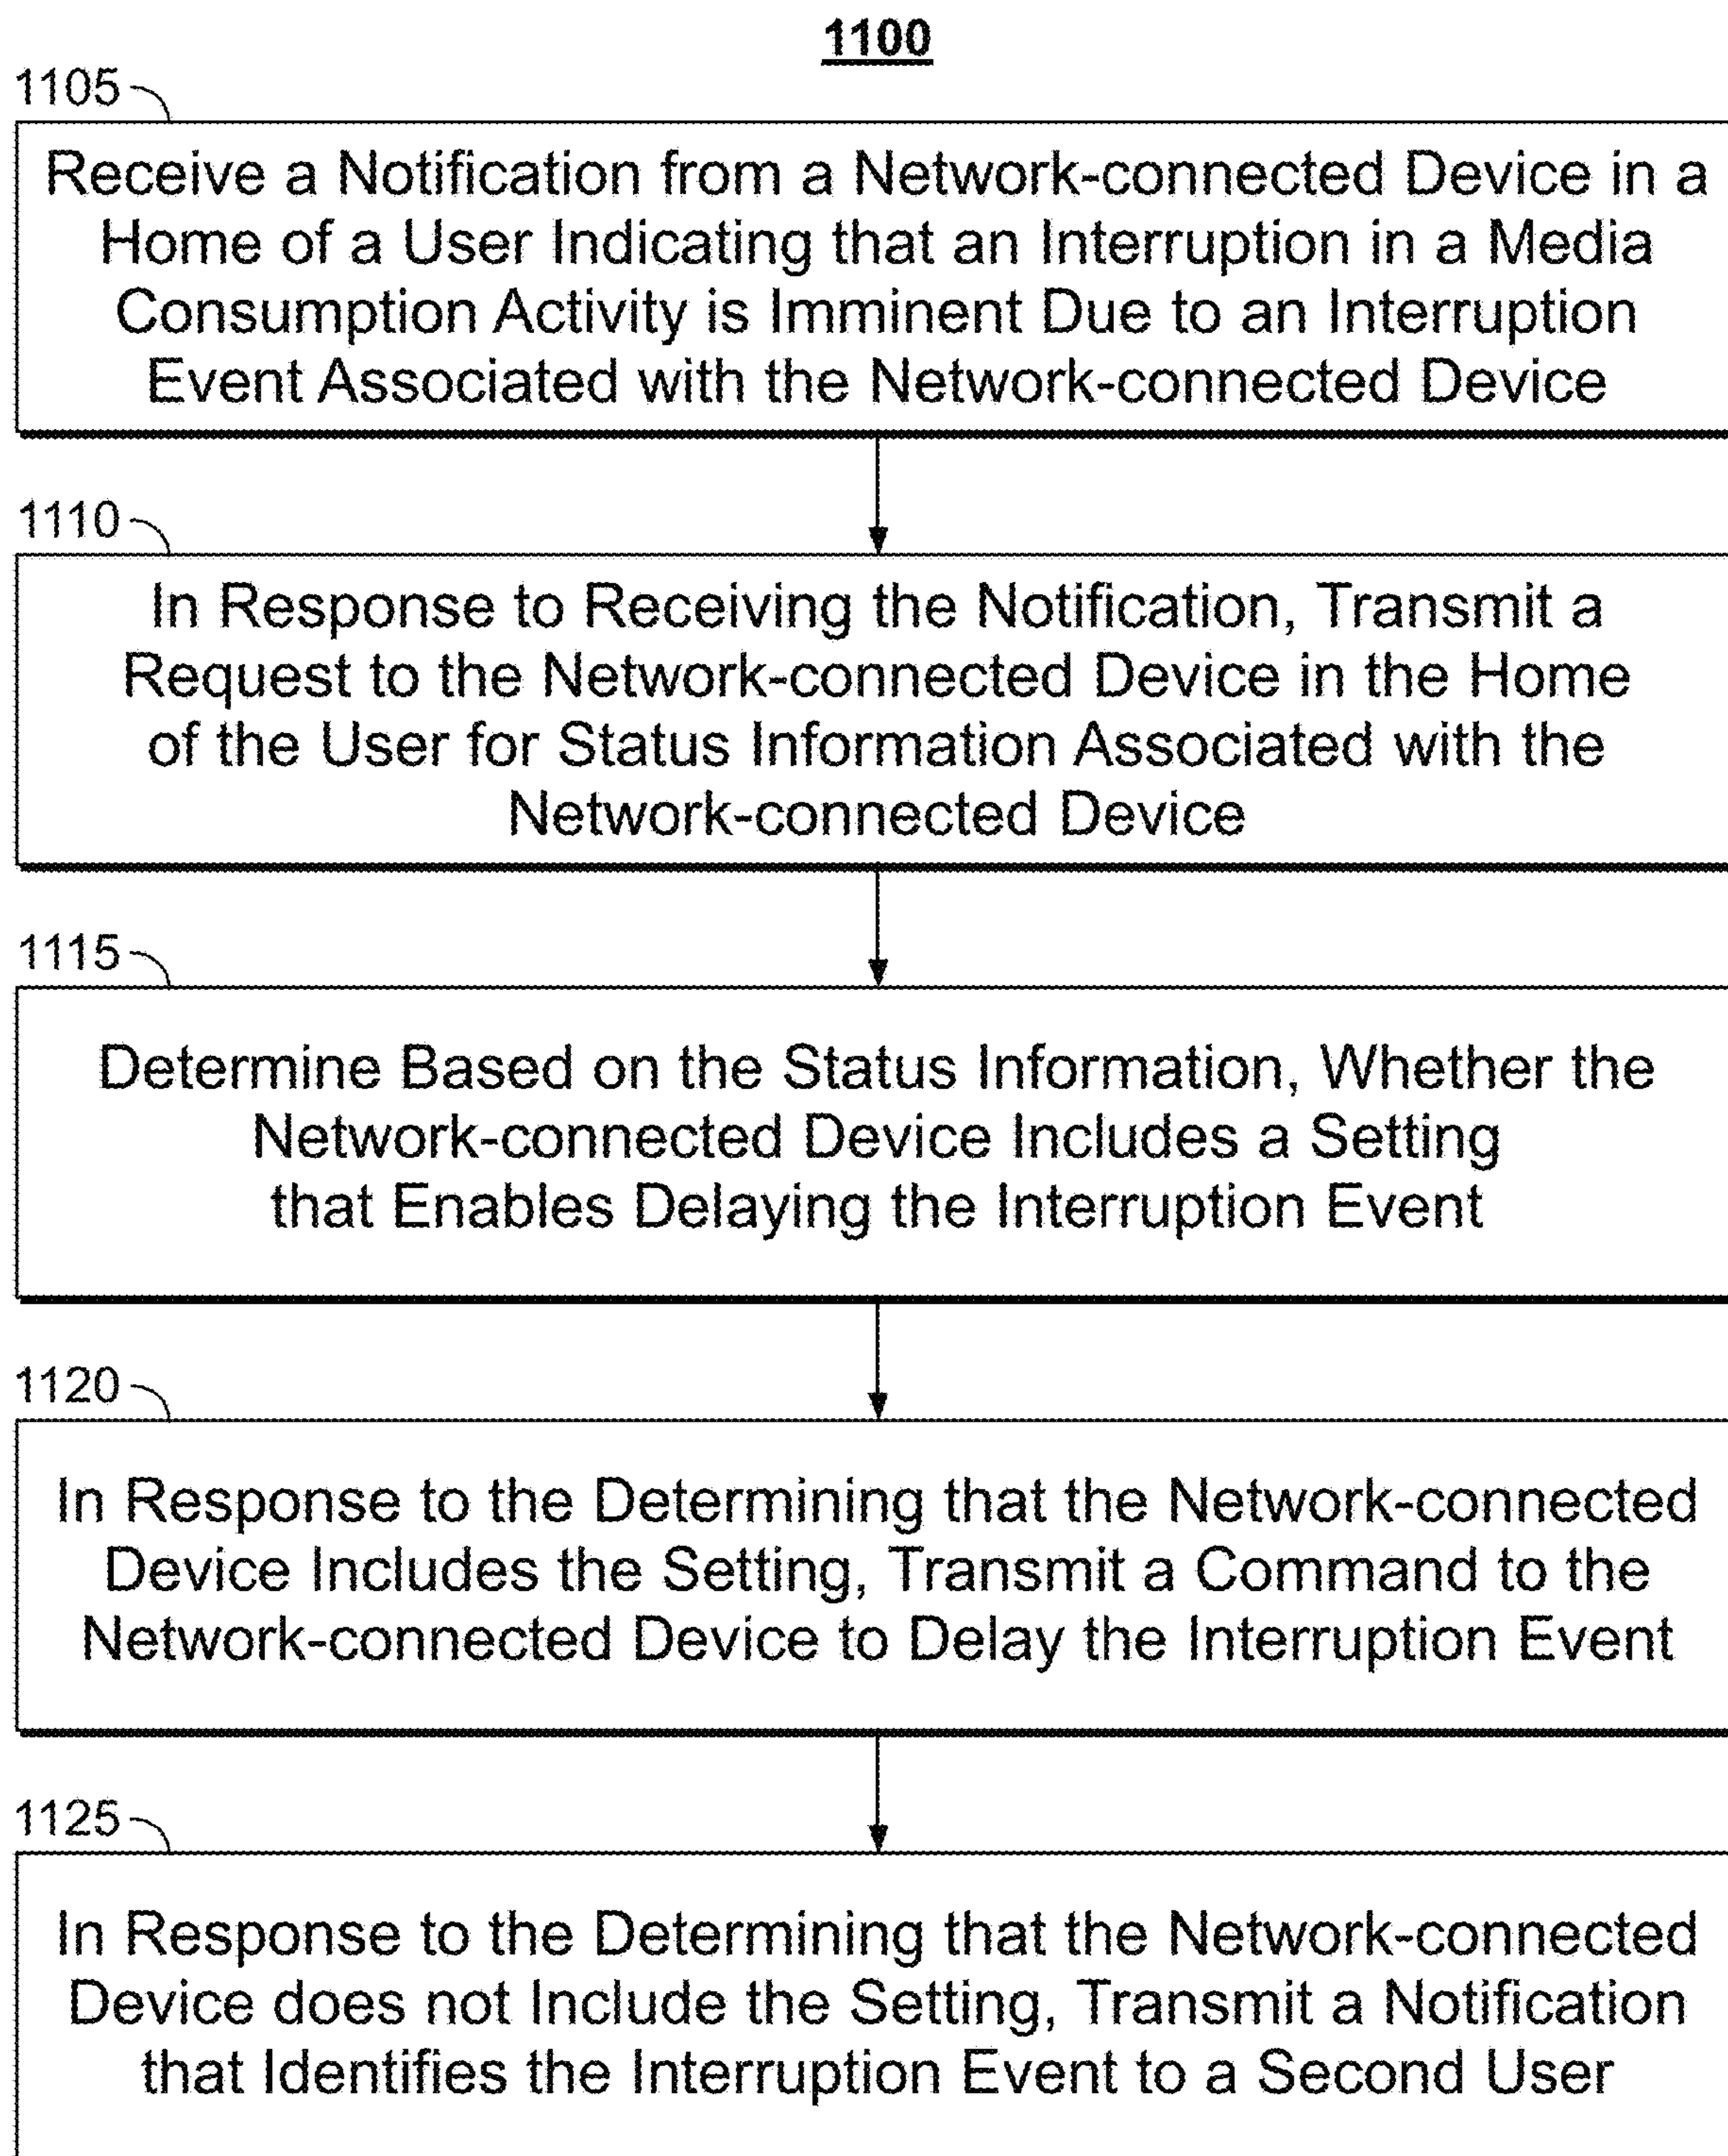 1100
1105
Receive a Notification from a Network-connected Device in a
Home of a User Indicating that an Interruption in a Media
Consumption Activity is Imminent Due to an Interruption
Event Associated with the Network-connected Device
1110
In Response to Receiving the Notification, Transmit a
Request to the Network-connected Device in the Home
of the User for Status Information Associated with the
Network-connected Device
1115
Determine Based on the Status Information, Whether the
Network-connected Device Includes a Setting
that Enables Delaying the Interruption Event
1120
In Response to the Determining that the Network-connected
Device Includes the Setting, Transmit a Command to the
Network-connected Device to Delay the Interruption Event
1125
In Response to the Determining that the Network-connected
Device does not Include the Setting, Transmit a Notification
that Identifies the Interruption Event to a Second User